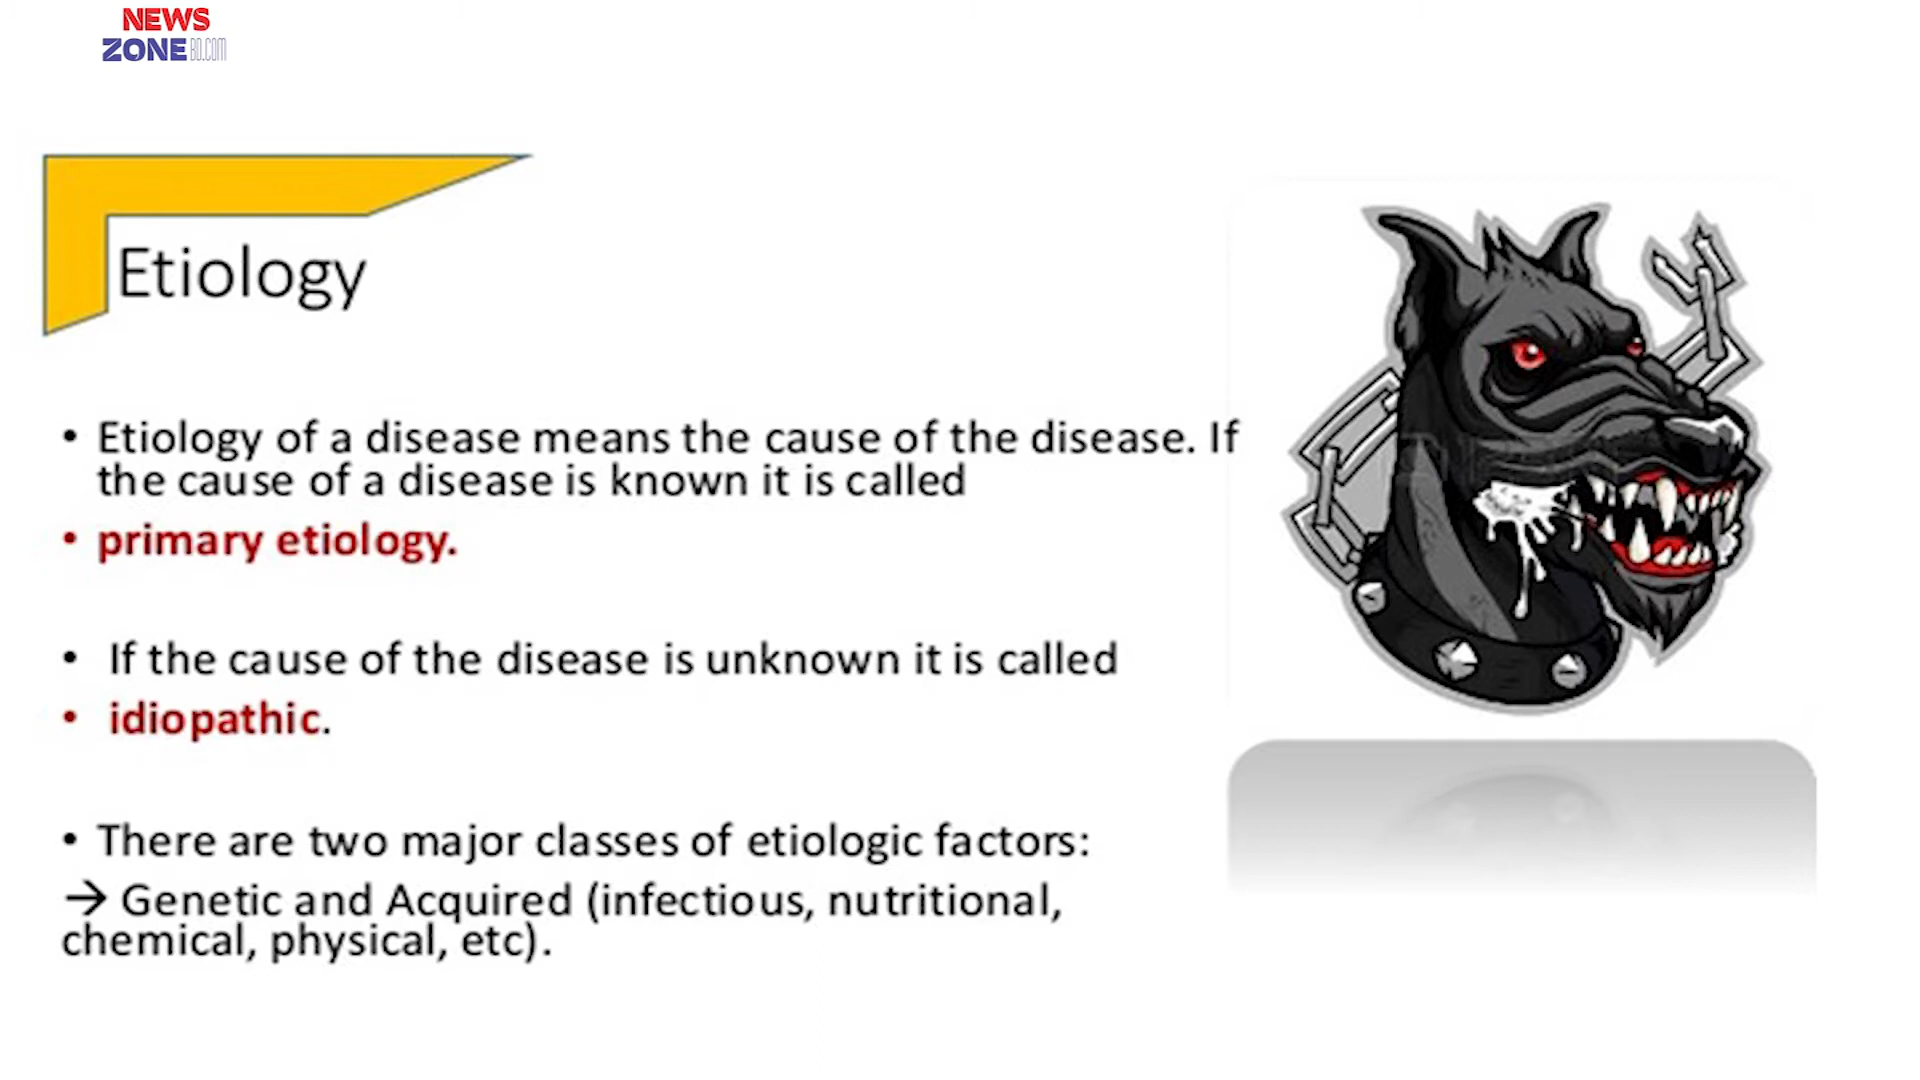 NEWS
ZONEBD.COM
Etiology
• Etiology of a disease means the cause of the disease. If
the cause of a disease is known it is called
• primary etiology.
• If the cause of the disease is unknown it is called
• idiopathic.
• There are two major classes of etiologic factors:
→ Genetic and Acquired (infectious, nutritional,
chemical, physical, etc).